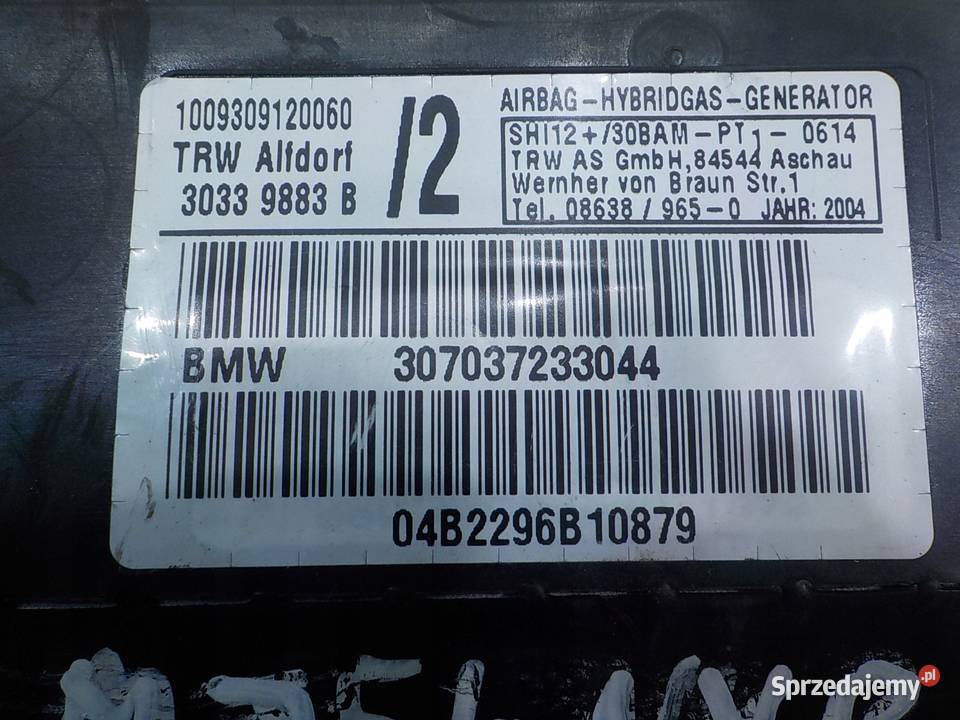 1009309120060
TRW Alfdorf
3033 9883 B
/2
AIRBAG-HYBRIDGAS-GENERATOR
SHI12+/30BAM-PT1-0614
TRW AS GmbH,84544 Aschau
Wernher von Braun Str.1
Tel. 08638 / 965-0 JAHR: 2004
BMW 307037233044
04B2296B10879
Sprzedajemy.pl